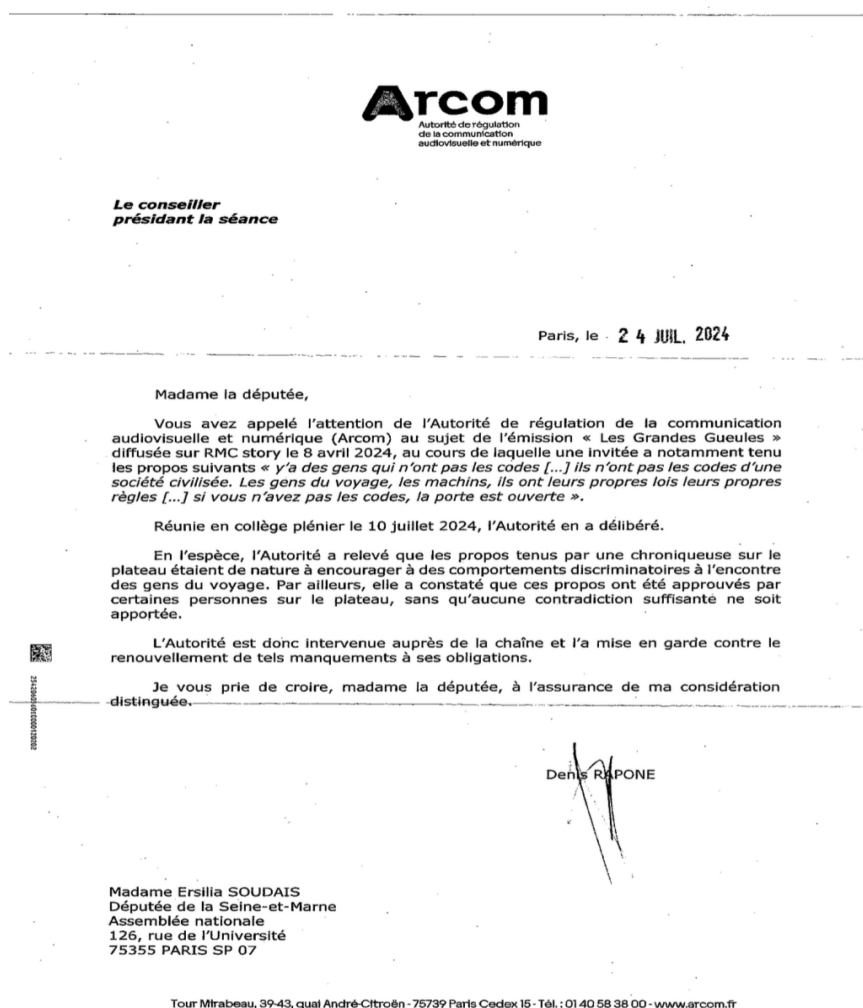 Arcom
Autorité de régulation
de la communication
audiovisuelle et numérique
Le conseiller
présidant la séance
Paris, le 24 JUIL. 2024
Madame la députée,
Vous avez appelé l'attention de l'Autorité de régulation de la communication
audiovisuelle et numérique (Arcom) au sujet de l'émission « Les Grandes Gueules »
diffusée sur RMC story le 8 avril 2024, au cours de laquelle une invitée a notamment tenu
les propos suivants « y'a des gens qui n'ont pas les codes [...] ils n'ont pas les codes d'une
société civilisée. Les gens du voyage, les machins, ils ont leurs propres lois leurs propres
règles [...] si vous n'avez pas les codes, la porte est ouverte ».
Réunie en collège plénier le 10 juillet 2024, l'Autorité en a délibéré.
En l'espèce, l'Autorité a relevé que les propos tenus par une chroniqueuse sur le
plateau étaient de nature à encourager à des comportements discriminatoires à l'encontre
des gens du voyage. Par ailleurs, elle a constaté que ces propos ont été approuvés par
certaines personnes sur le plateau, sans qu'aucune contradiction suffisante ne soit
apportée.
L'Autorité est donc intervenue auprès de la chaîne et l'a mise en garde contre le
renouvellement de tels manquements à ses obligations.
Je vous prie de croire, madame la députée, à l'assurance de ma considération
distinguée.
Denis RAPONE
Madame Ersilia SOUDAIS
Députée de la Seine-et-Marne
Assemblée nationale
126, rue de l'Université
75355 PARIS SP 07
Tour Mirabeau, 39-43, quai André-Citroën - 75739 Paris Cedex 15 - Tél. : 01 40 58 38 00 - www.arcom.fr